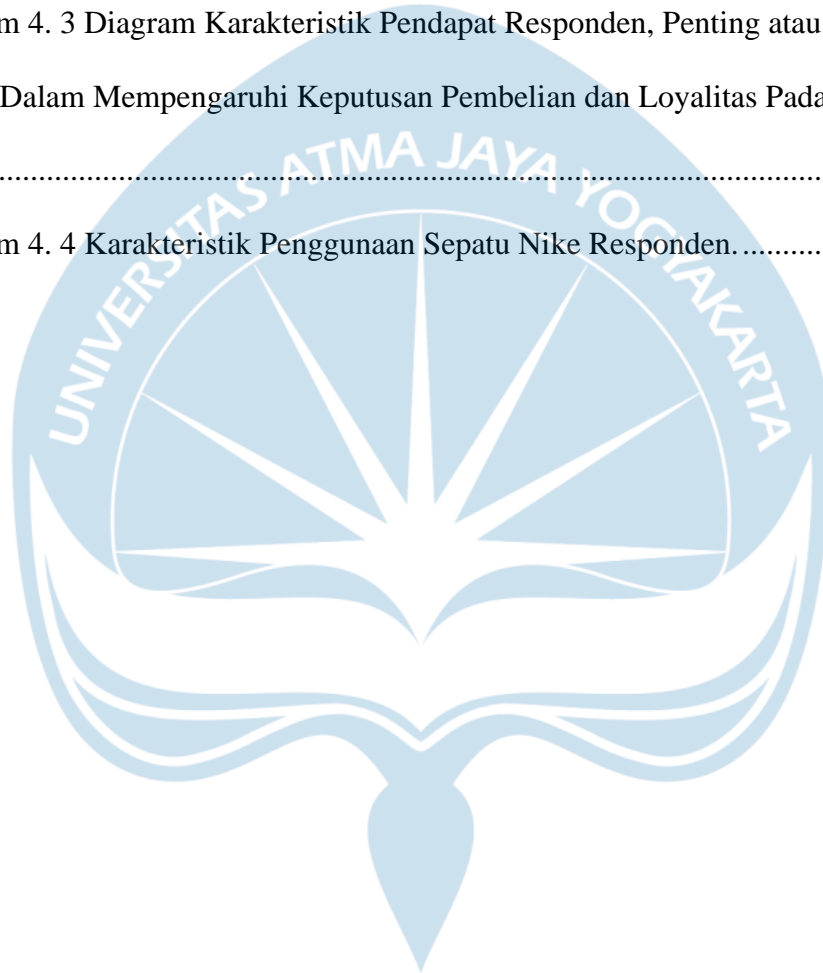 m 4. 3 Diagram Karakteristik Pendapat Responden, Penting atau
Dalam Mempengaruhi Keputusan Pembelian dan Loyalitas Pada
....................................................................................................
m 4. 4 Karakteristik Penggunaan Sepatu Nike Responden...........
UNIVERSITAS ATMA JAYA YOGYAKARTA